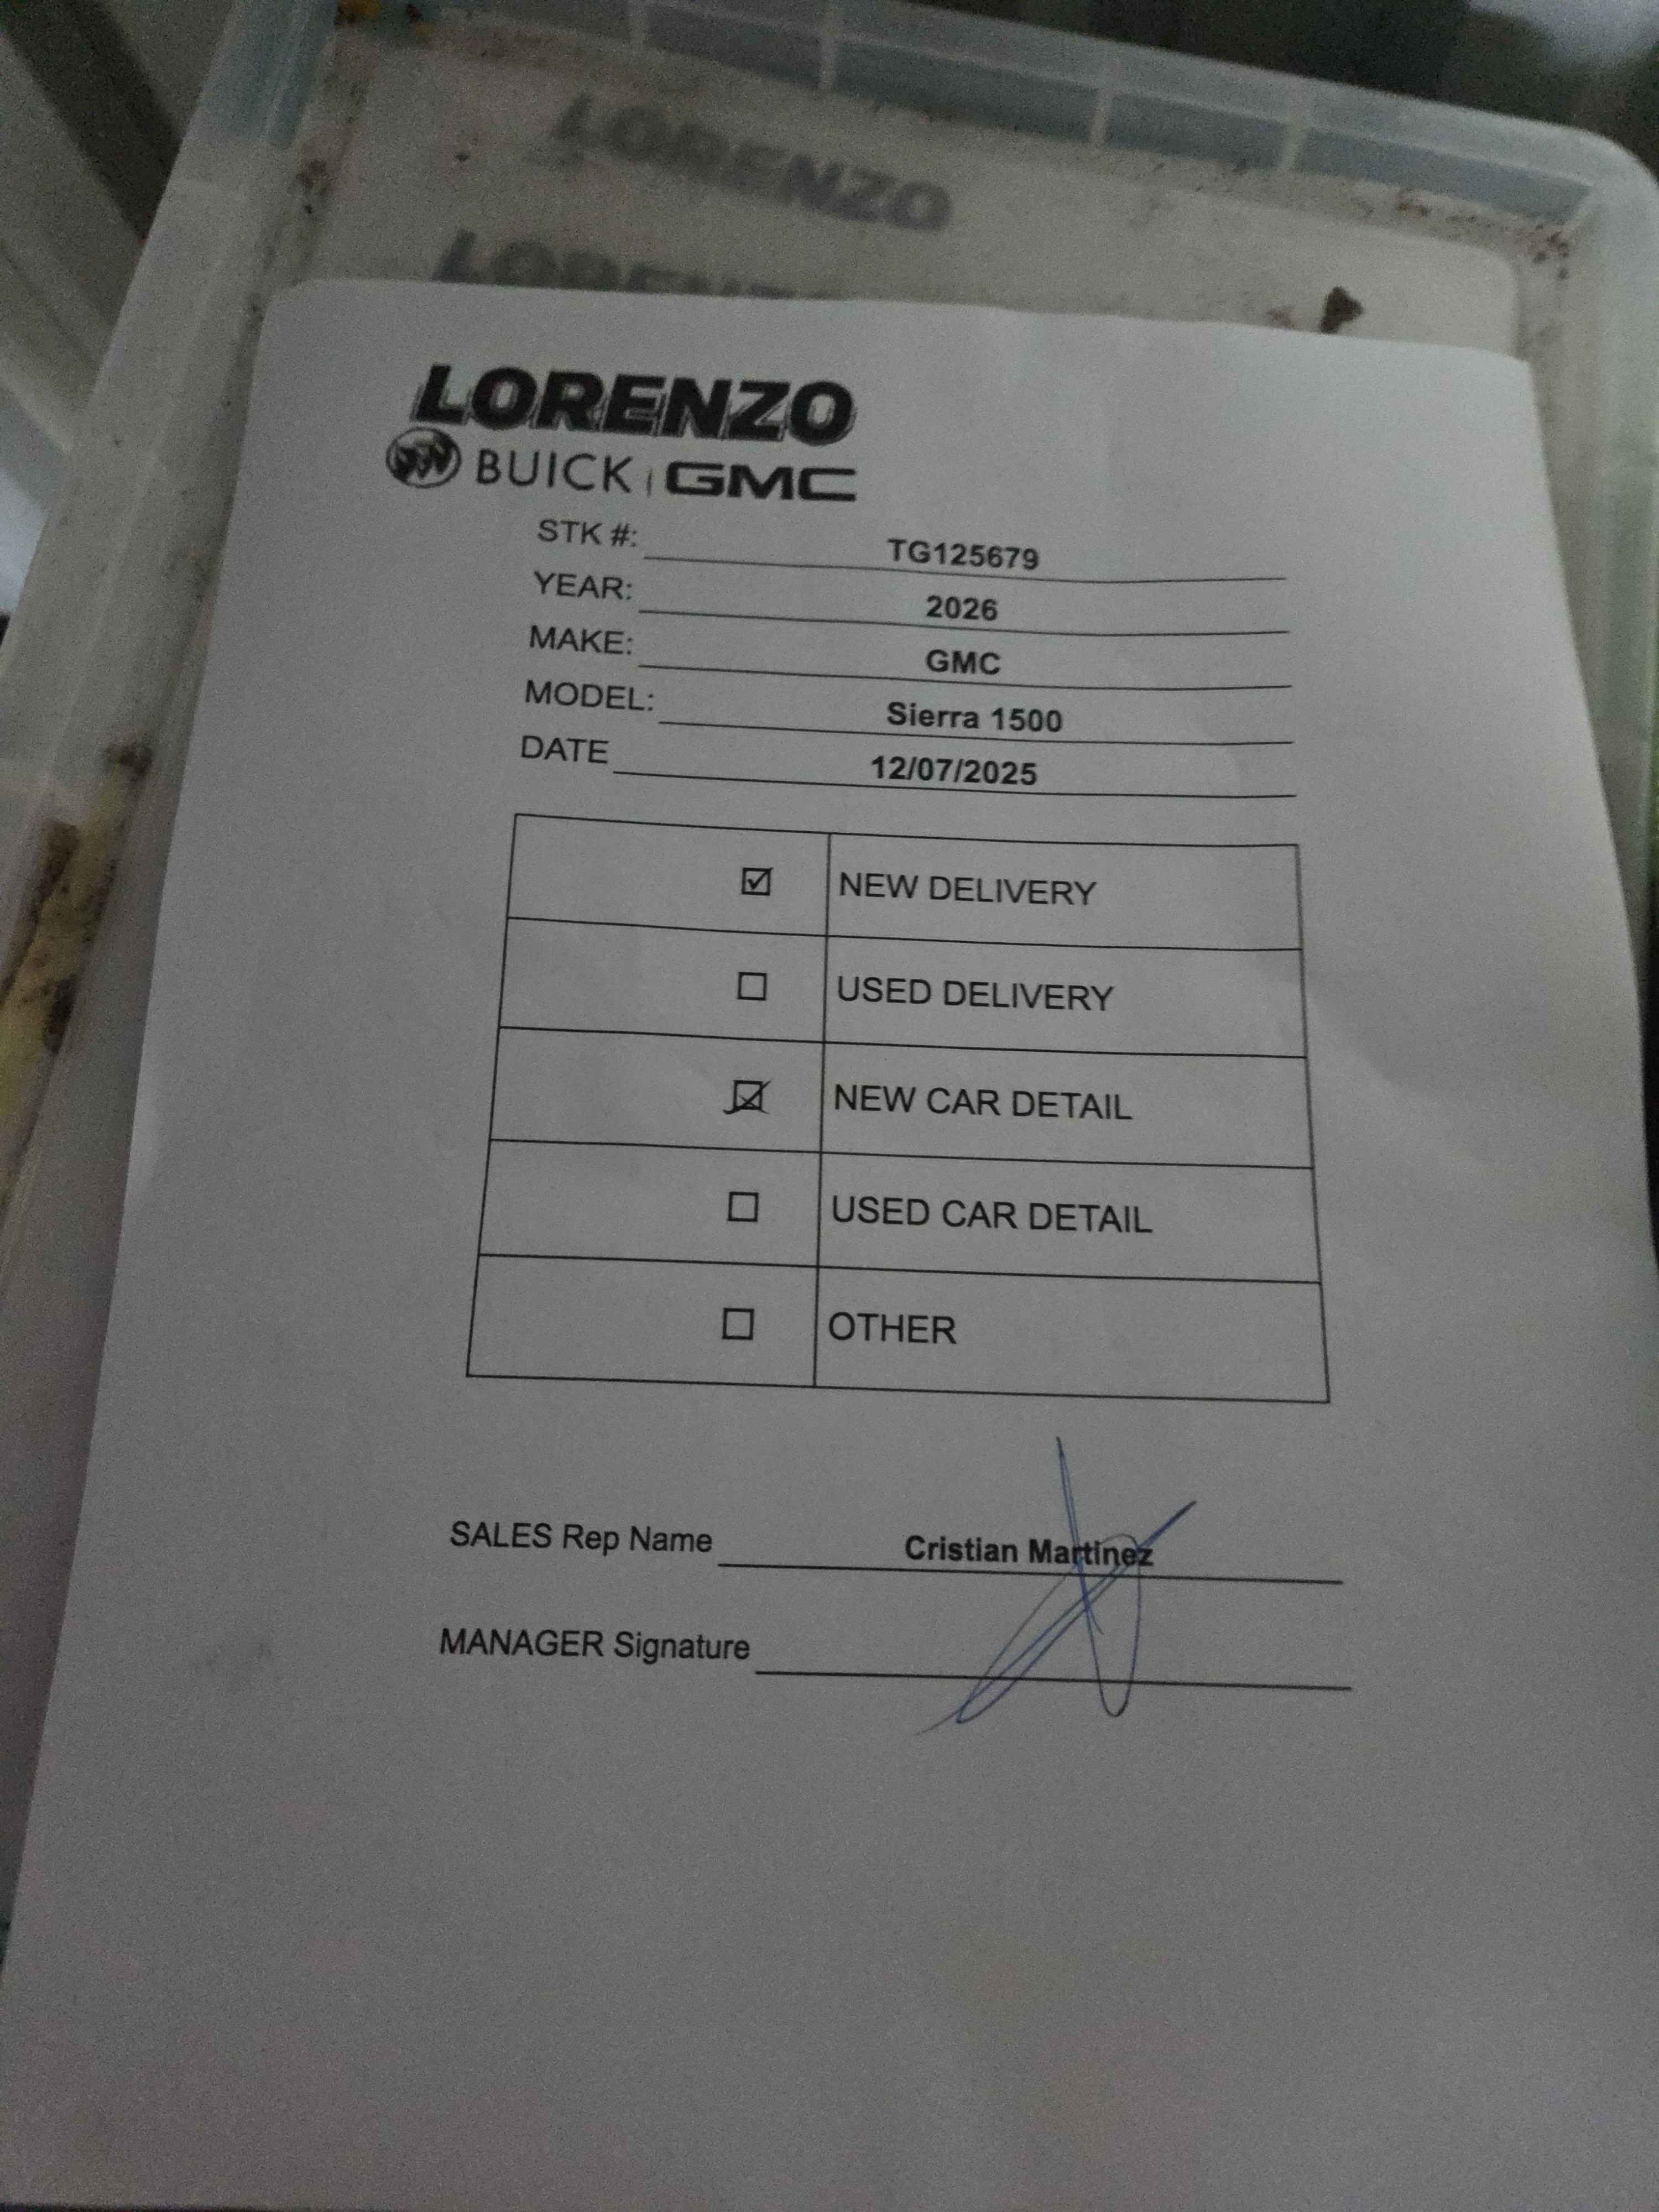 LORENZO
LORENZO
LORENZO
BUICK | GMC
STK #: TG125679
YEAR: 2026
MAKE: GMC
MODEL: Sierra 1500
DATE 12/07/2025
☑ NEW DELIVERY
☐ USED DELIVERY
☑ NEW CAR DETAIL
☐ USED CAR DETAIL
☐ OTHER
SALES Rep Name Cristian Martinez
MANAGER Signature